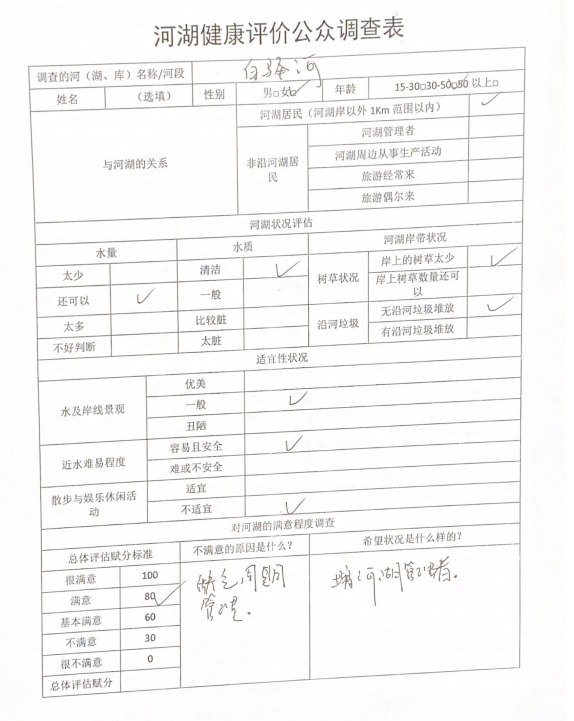 河湖健康评价公众调查表
调查的河（湖、库）名称/河段 白 河
姓名 （选填） 性别 男□女□✓ 年龄 15-30□30-50□50 以上□
与河湖的关系
河湖居民（河湖岸以外 1Km 范围以内） ✓
非沿河湖居民
河湖管理者
河湖周边从事生产活动
旅游经常来
旅游偶尔来
河湖状况评估
水量 水质 河湖岸带状况
太少 清洁 ✓ 树草状况 岸上的树草太少 ✓
还可以 ✓ 一般 岸上树草数量还可以
太多 比较脏 沿河垃圾 无沿河垃圾堆放 ✓
不好判断 太脏 有沿河垃圾堆放
适宜性状况
水及岸线景观 优美
一般 ✓
丑陋
近水难易程度 容易且安全 ✓
难或不安全
散步与娱乐休闲活动 适宜
不适宜 ✓
对河湖的满意程度调查
总体评估赋分标准 不满意的原因是什么？ 希望状况是什么样的？
很满意 100
满意 80 ✓
基本满意 60
不满意 30
很不满意 0
总体评估赋分
缺乏周期
管理.
增河湖管理者.